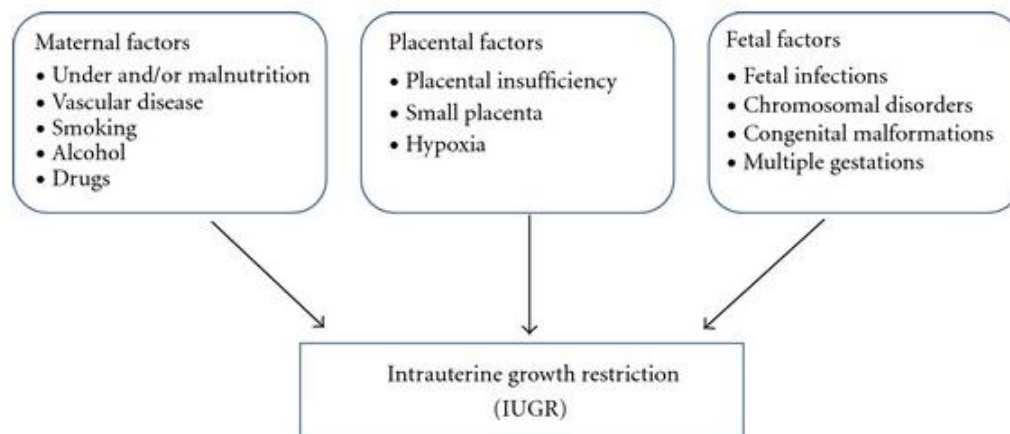 Maternal factors
• Under and/or malnutrition
• Vascular disease
• Smoking
• Alcohol
• Drugs
Placental factors
• Placental insufficiency
• Small placenta
• Hypoxia
Fetal factors
• Fetal infections
• Chromosomal disorders
• Congenital malformations
• Multiple gestations
Intrauterine growth restriction
(IUGR)